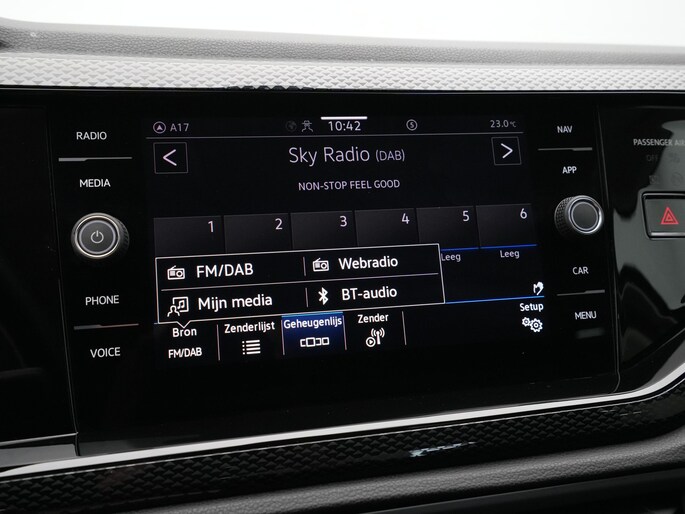 RADIO
MEDIA
PHONE
VOICE
A17
10:42
23.0°C
Sky Radio (DAB)
NON-STOP FEEL GOOD
1 2 3 4 5 6
Leeg Leeg
FM/DAB Webradio
Mijn media BT-audio
Bron Zenderlijst Geheugenlijs Zender Setup
FM/DAB
NAV
APP
CAR
MENU
PASSENGER AIR